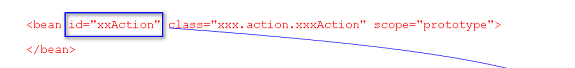 <bean id="xxAction" class="xxx.action.xxxAction" scope="prototype">
</bean>